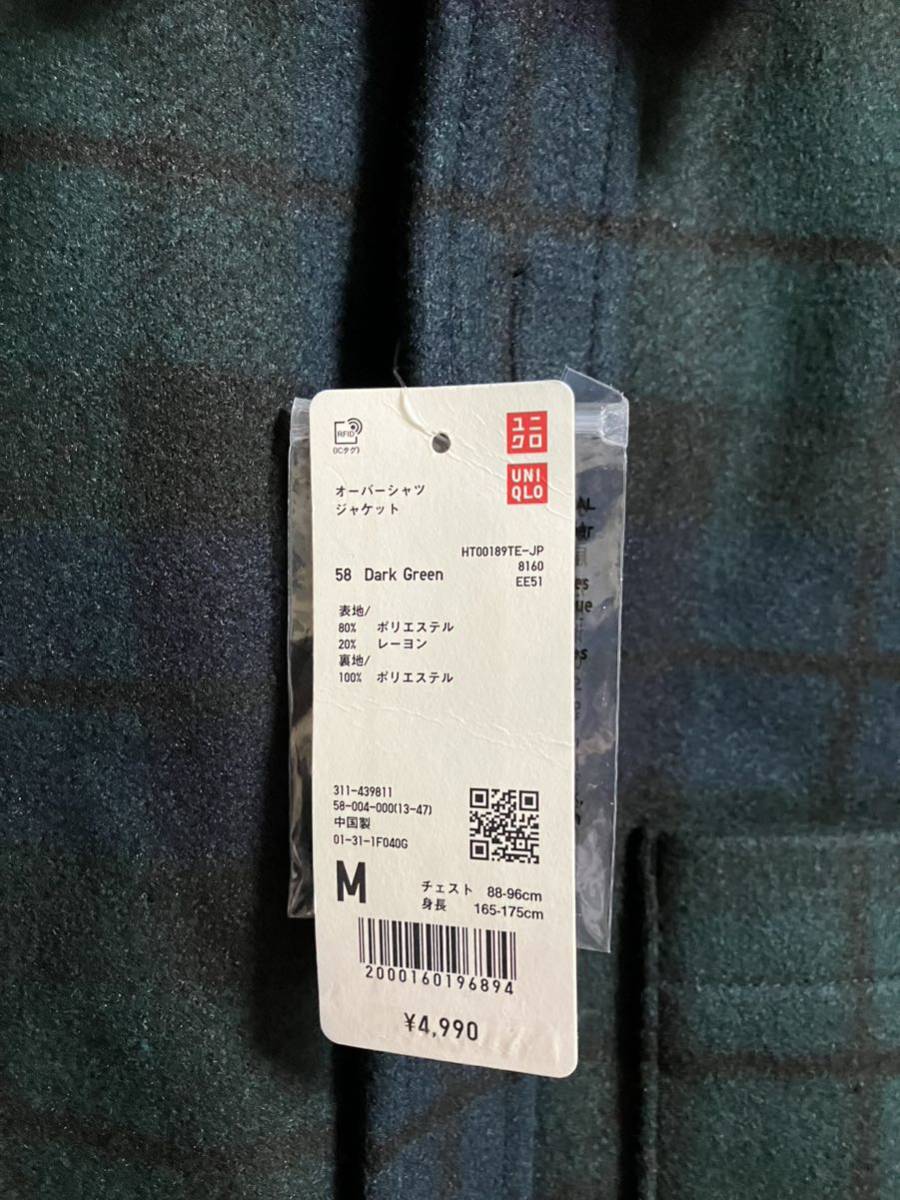 RFID
(ICタグ)
ユニ
クロ
UNI
QLO
オーバーシャツ
ジャケット
HT00189TE-JP
8160
EE51
58 Dark Green
表地/
80% ポリエステル
20% レーヨン
裏地/
100% ポリエステル
311-439811
58-004-000(13-47)
中国製
01-31-1F040G
M
チェスト 88-96cm
身長 165-175cm
2000160196894
¥4,990